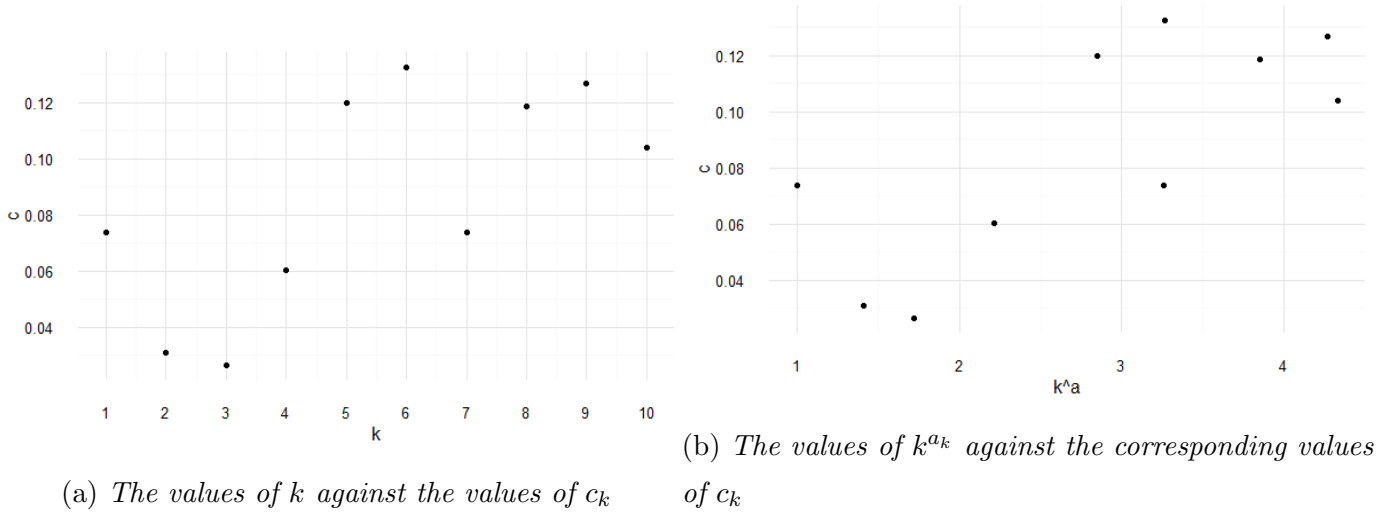 0.12
0.10
c 0.08
0.06
0.04
1 2 3 4 5 6 7 8 9 10
k
(a) The values of k against the values of c_k
0.12
0.10
c 0.08
0.06
0.04
1 2 3 4
k^a
(b) The values of k^{a_k} against the corresponding values
of c_k